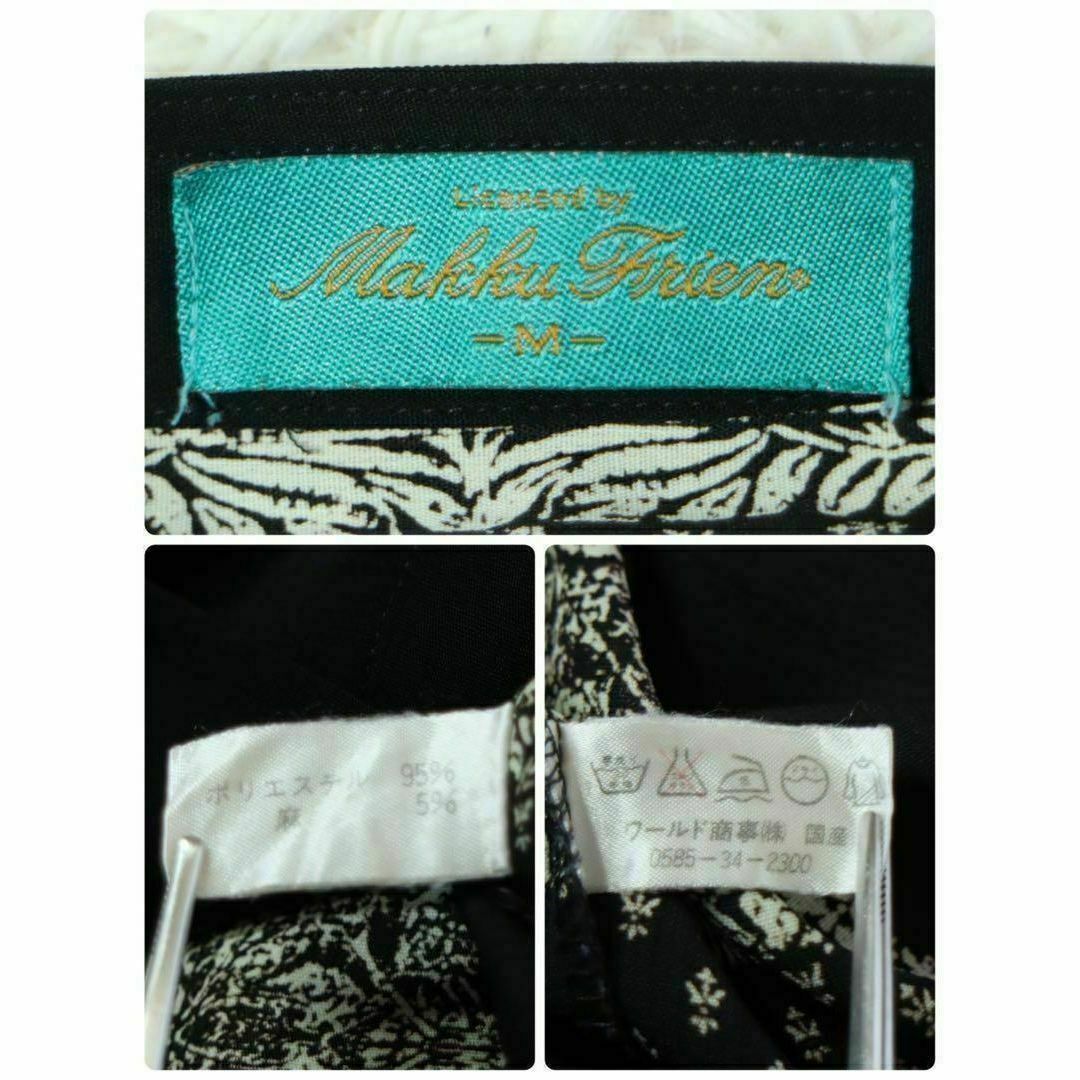 Licenced by
Makku Frien®
-M-
ポリエステル 95%
麻 5%
ワールド商事㈱ 国産
0585-34-2300